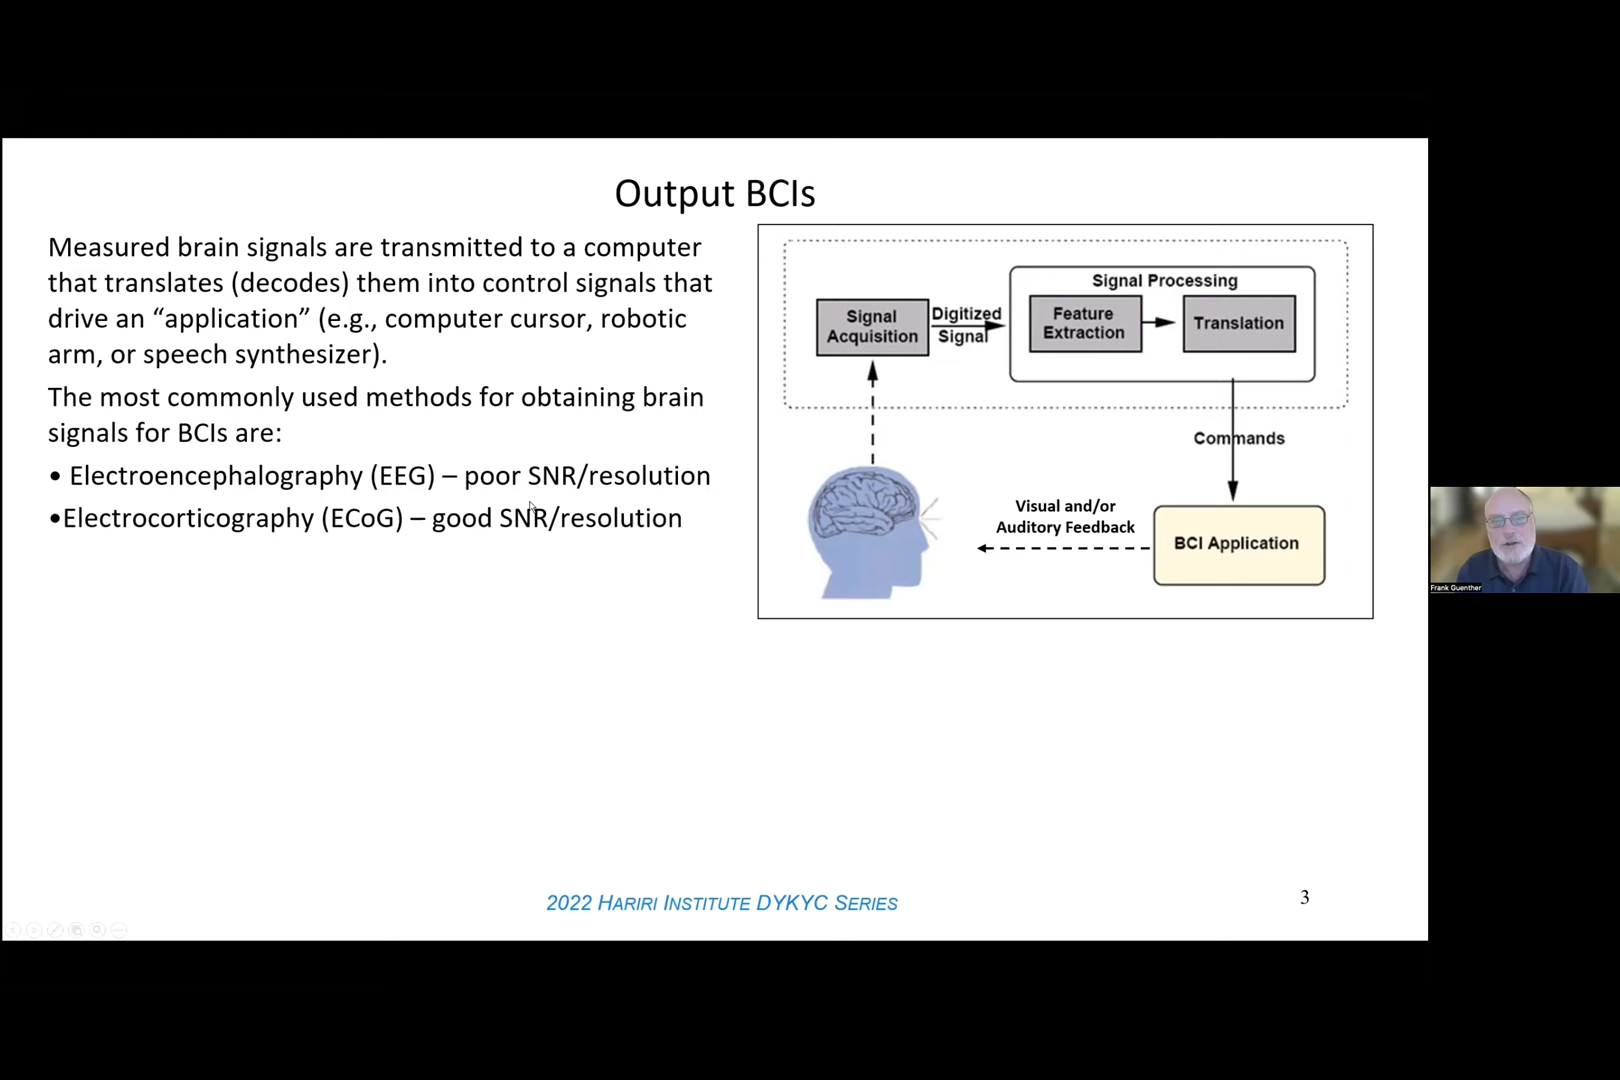 Output BCIs
Measured brain signals are transmitted to a computer
that translates (decodes) them into control signals that
drive an “application” (e.g., computer cursor, robotic
arm, or speech synthesizer).
The most commonly used methods for obtaining brain
signals for BCIs are:
• Electroencephalography (EEG) – poor SNR/resolution
•Electrocorticography (ECoG) – good SNR/resolution
Signal Processing
Signal
Acquisition
Digitized
Signal
Feature
Extraction
Translation
Commands
Visual and/or
Auditory Feedback
BCI Application
Frank Guenther
2022 HARIRI INSTITUTE DYKYC SERIES
3